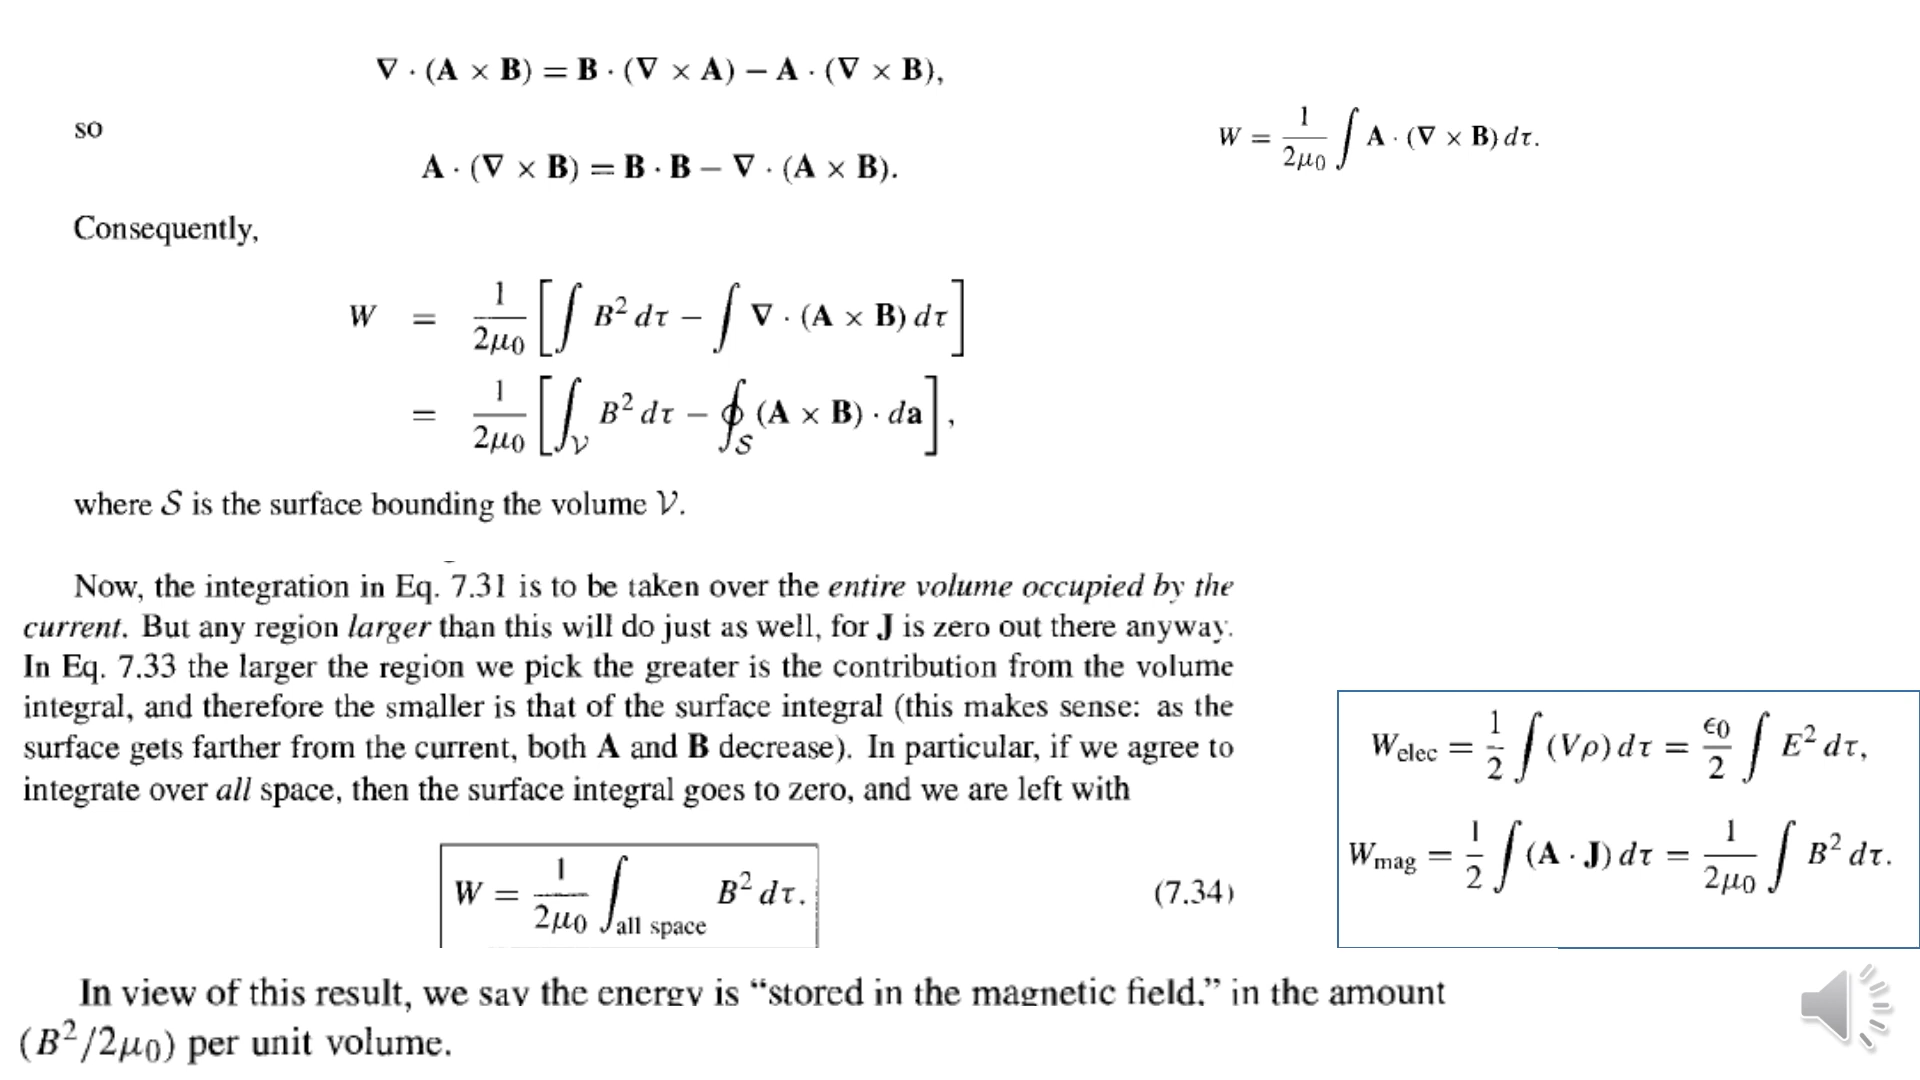 ∇ · (A × B) = B · (∇ × A) − A · (∇ × B),
so
W = 1/2μ₀ ∫ A · (∇ × B) dτ.
A · (∇ × B) = B · B − ∇ · (A × B).
Consequently,
W = 1/2μ₀ [∫ B² dτ − ∫ ∇ · (A × B) dτ]
= 1/2μ₀ [∫_V B² dτ − ∮_S (A × B) · da],
where S is the surface bounding the volume V.
Now, the integration in Eq. 7.31 is to be taken over the entire volume occupied by the
current. But any region larger than this will do just as well, for J is zero out there anyway.
In Eq. 7.33 the larger the region we pick the greater is the contribution from the volume
integral, and therefore the smaller is that of the surface integral (this makes sense: as the
surface gets farther from the current, both A and B decrease). In particular, if we agree to
integrate over all space, then the surface integral goes to zero, and we are left with
W = 1/2μ₀ ∫_all space B² dτ. (7.34)
W_elec = 1/2 ∫ (Vρ) dτ = ϵ₀/2 ∫ E² dτ,
W_mag = 1/2 ∫ (A · J) dτ = 1/2μ₀ ∫ B² dτ.
In view of this result, we say the energy is “stored in the magnetic field.” in the amount
(B²/2μ₀) per unit volume.